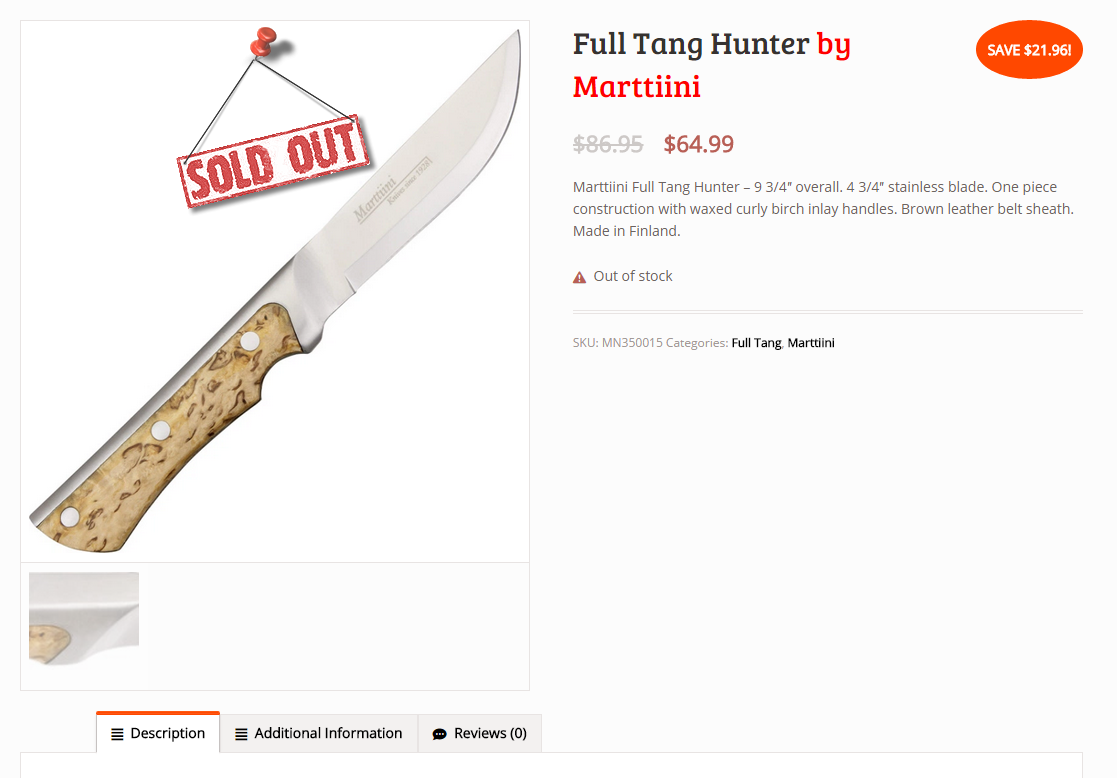 SOLD OUT
Marttiini
Knives since 1928
Full Tang Hunter by
Marttiini
SAVE $21.96!
$86.95 $64.99
Marttiini Full Tang Hunter – 9 3/4″ overall. 4 3/4″ stainless blade. One piece
construction with waxed curly birch inlay handles. Brown leather belt sheath.
Made in Finland.
Out of stock
SKU: MN350015 Categories: Full Tang, Marttiini
Description
Additional Information
Reviews (0)